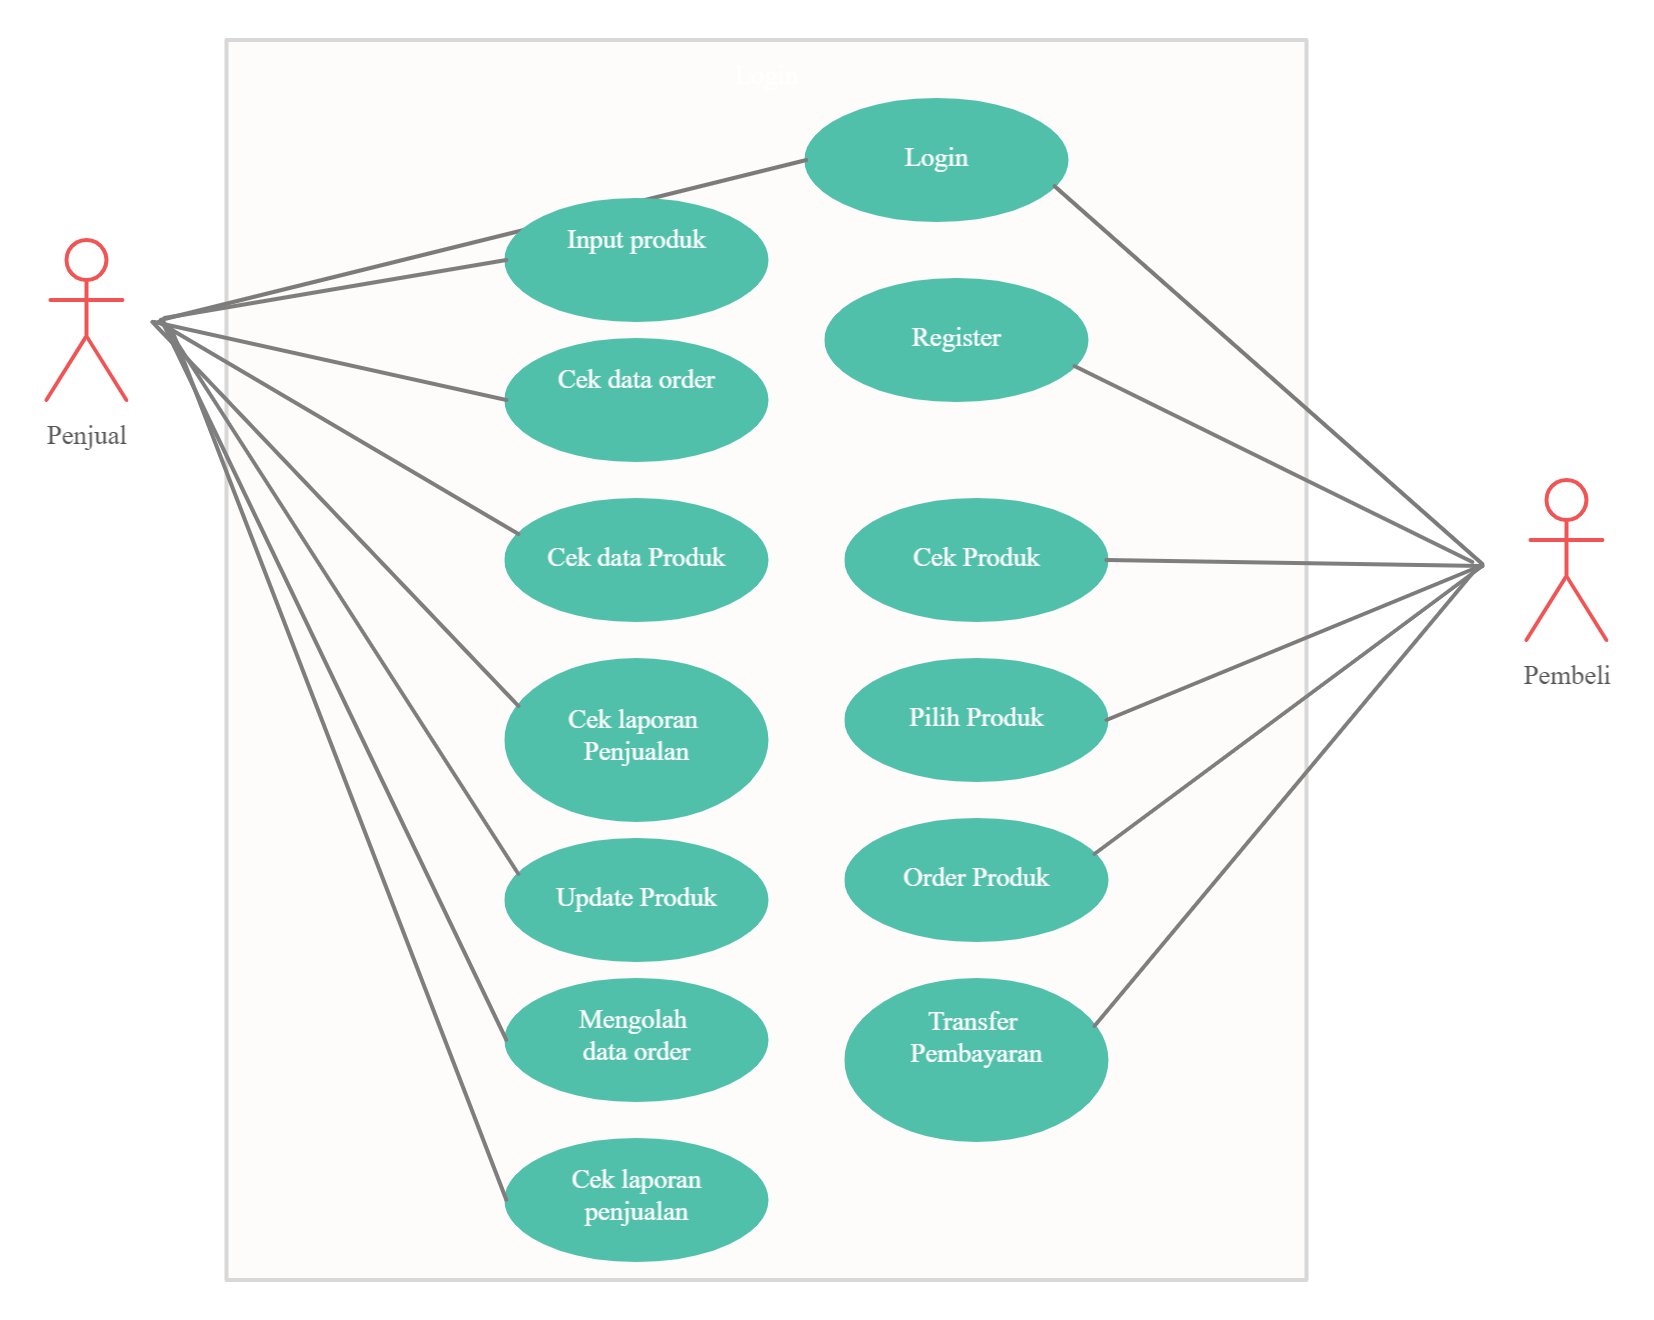 Login
Login
Input produk
Register
Cek data order
Penjual
Cek data Produk
Cek Produk
Cek laporan
Penjualan
Pilih Produk
Pembeli
Update Produk
Order Produk
Mengolah
data order
Transfer
Pembayaran
Cek laporan
penjualan